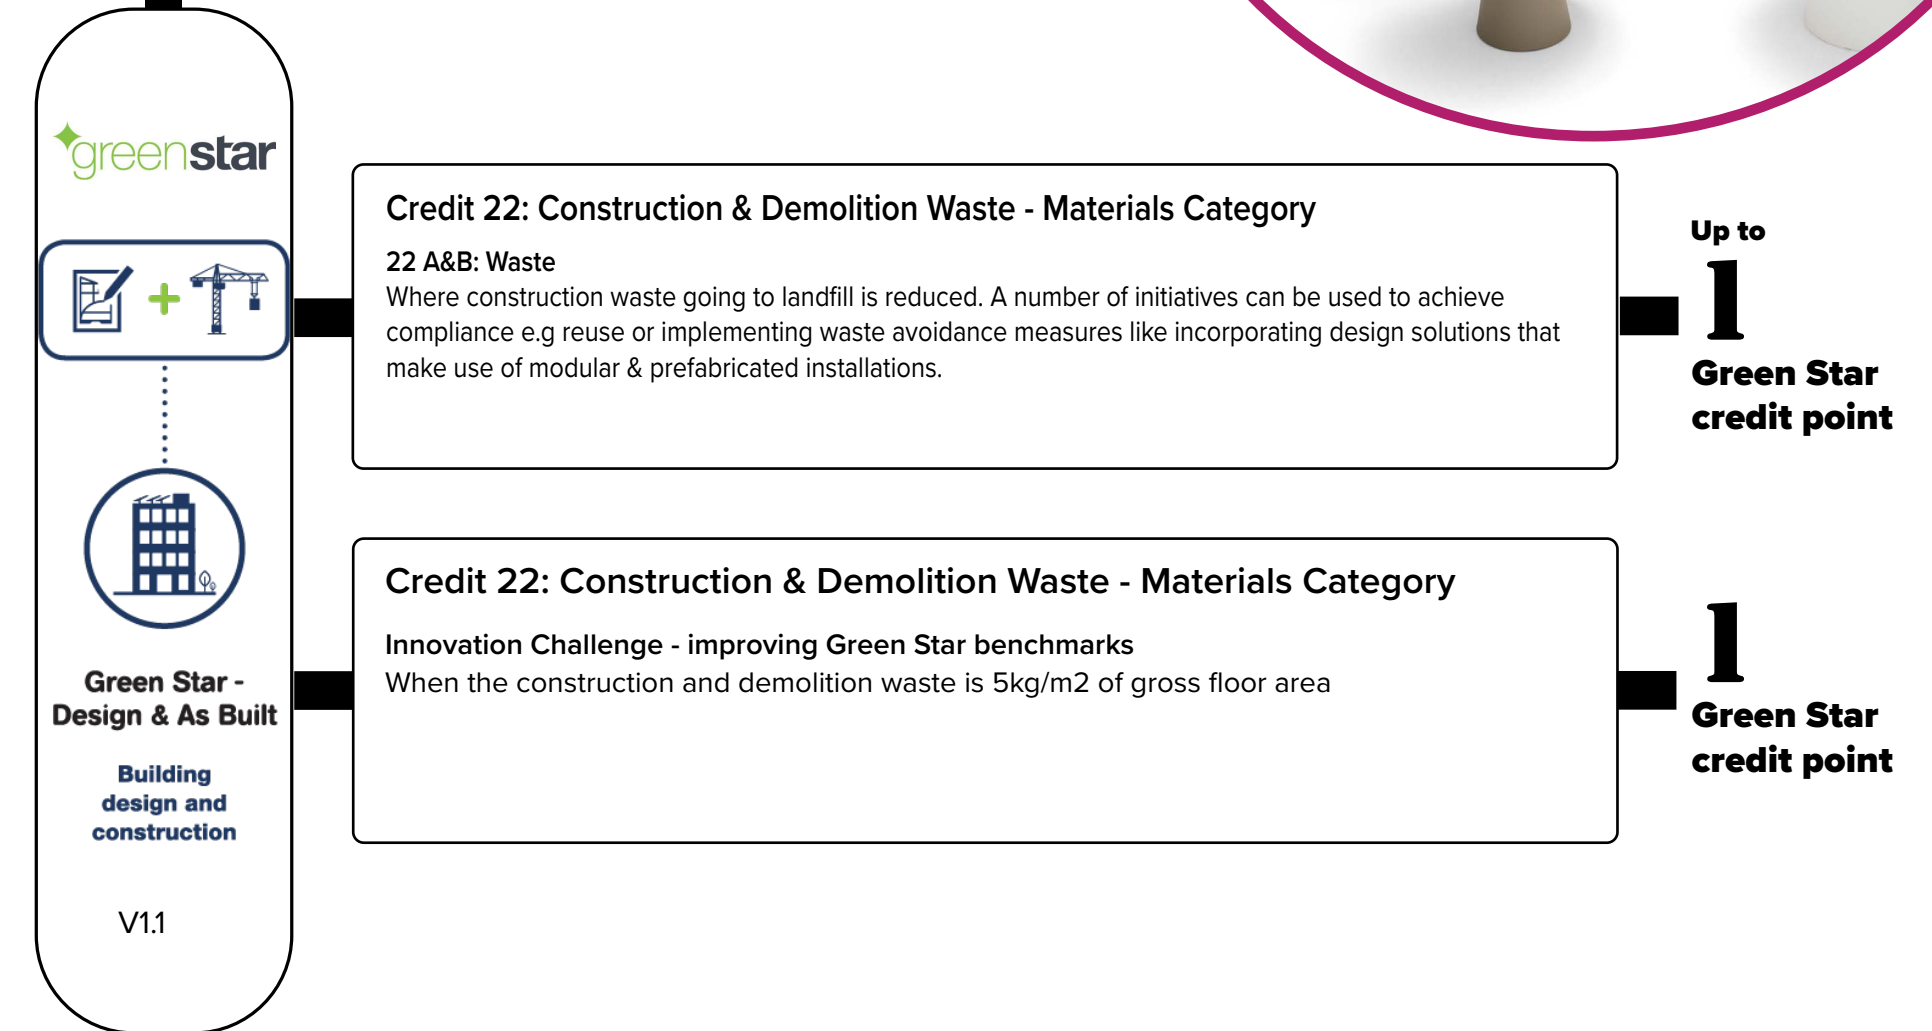 greenstar
Green Star -
Design & As Built
Building
design and
construction
V1.1
Credit 22: Construction & Demolition Waste - Materials Category
22 A&B: Waste
Where construction waste going to landfill is reduced. A number of initiatives can be used to achieve
compliance e.g reuse or implementing waste avoidance measures like incorporating design solutions that
make use of modular & prefabricated installations.
Up to
1
Green Star
credit point
Credit 22: Construction & Demolition Waste - Materials Category
Innovation Challenge - improving Green Star benchmarks
When the construction and demolition waste is 5kg/m2 of gross floor area
1
Green Star
credit point